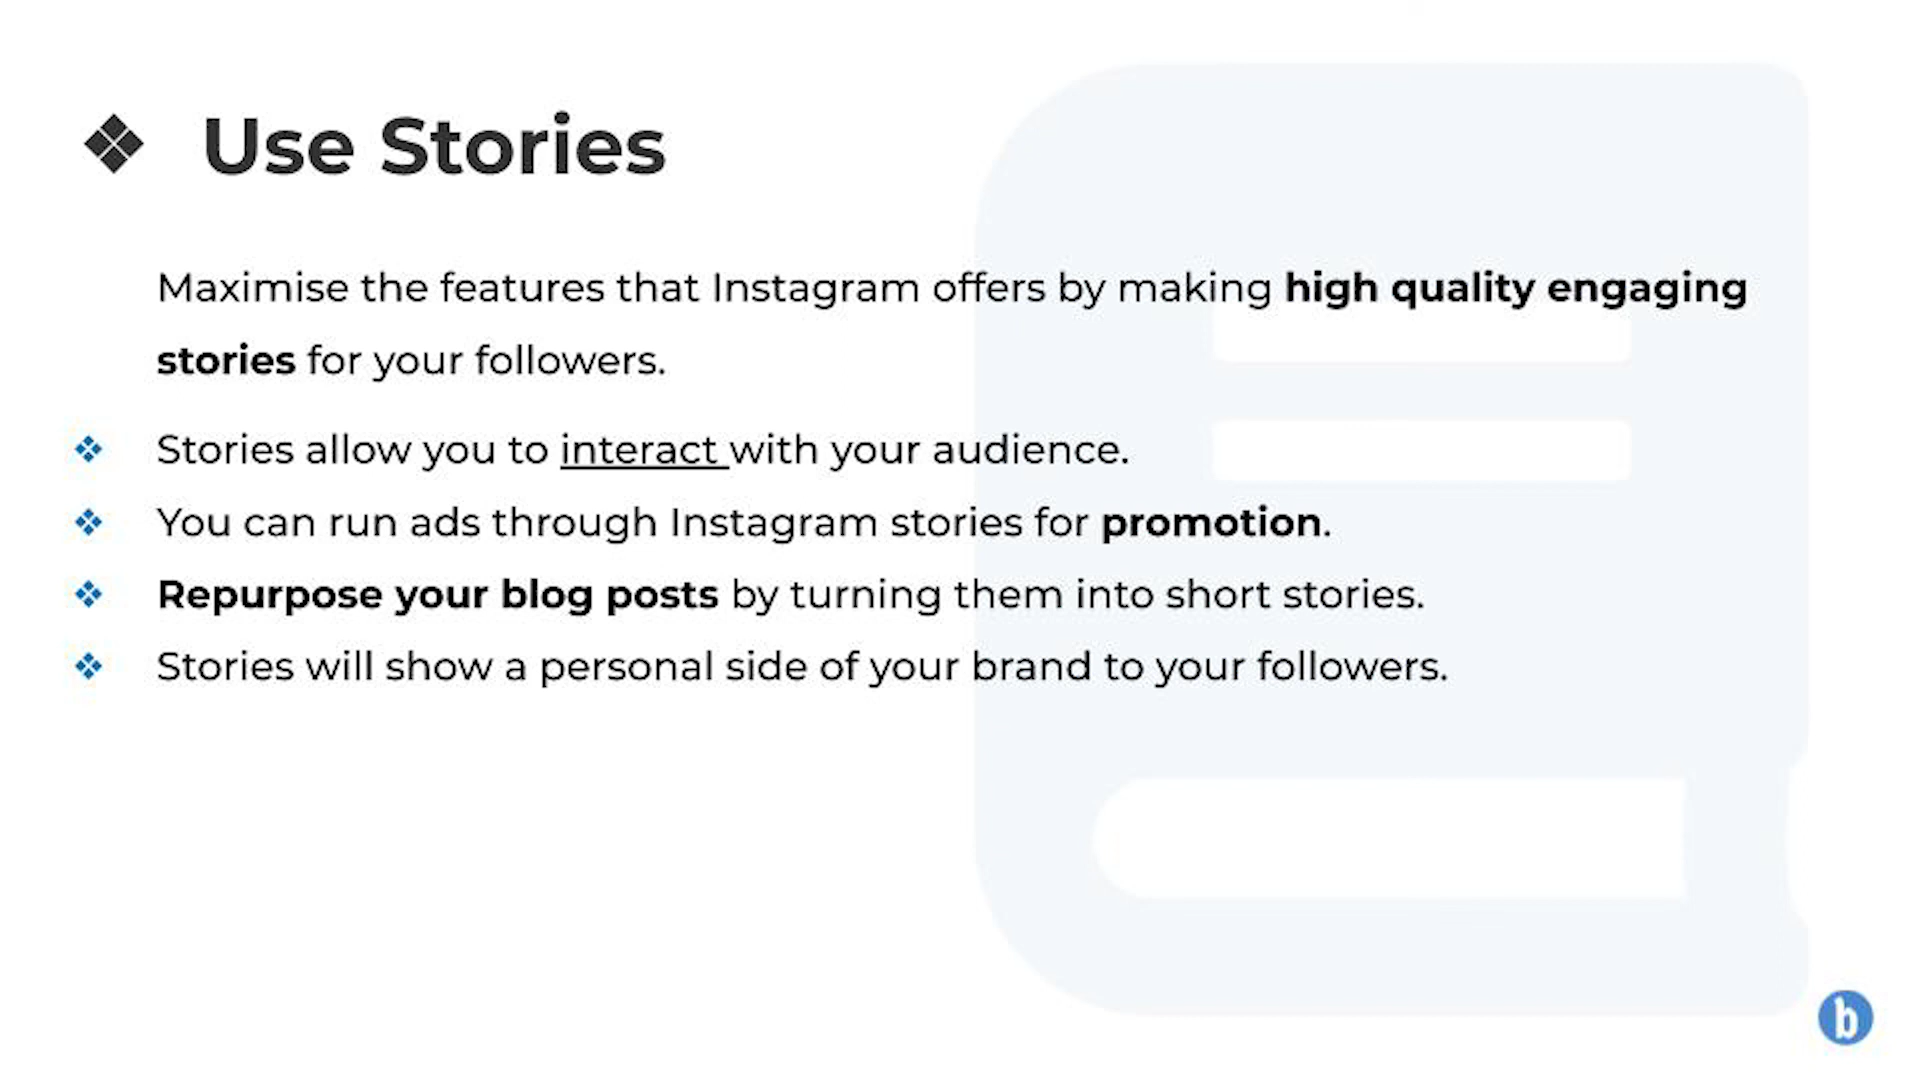 ❖ Use Stories
Maximise the features that Instagram offers by making high quality engaging
stories for your followers.
❖ Stories allow you to interact with your audience.
❖ You can run ads through Instagram stories for promotion.
❖ Repurpose your blog posts by turning them into short stories.
❖ Stories will show a personal side of your brand to your followers.
b